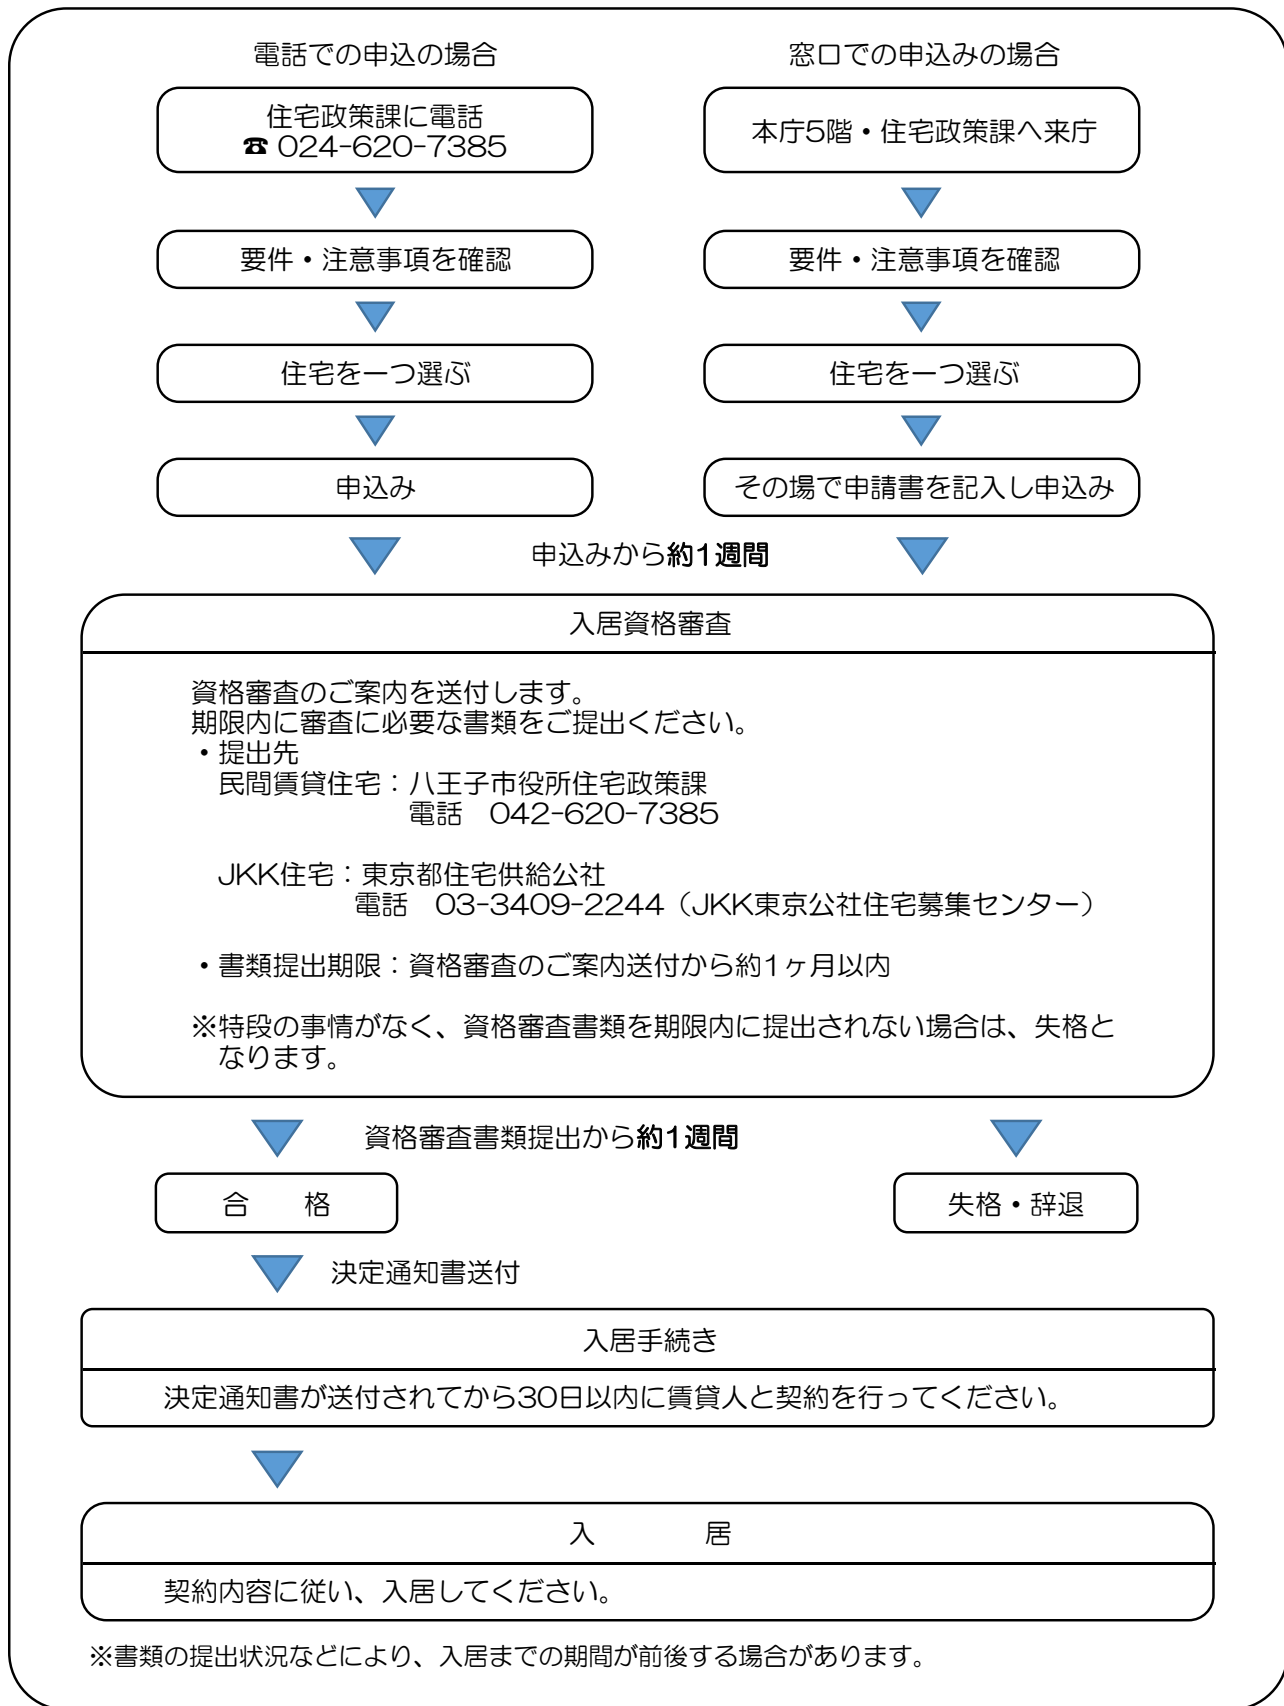 電話での申込の場合
住宅政策課に電話
☎ 024-620-7385
要件・注意事項を確認
住宅を一つ選ぶ
申込み
窓口での申込みの場合
本庁5階・住宅政策課へ来庁
要件・注意事項を確認
住宅を一つ選ぶ
その場で申請書を記入し申込み
申込みから約1週間
入居資格審査
資格審査のご案内を送付します。
期限内に審査に必要な書類をご提出ください。
・提出先
民間賃貸住宅：八王子市役所住宅政策課
電話　042-620-7385
JKK住宅：東京都住宅供給公社
電話　03-3409-2244（JKK東京公社住宅募集センター）
・書類提出期限：資格審査のご案内送付から約1ヶ月以内
※特段の事情がなく、資格審査書類を期限内に提出されない場合は、失格と
なります。
資格審査書類提出から約1週間
合　　格
失格・辞退
決定通知書送付
入居手続き
決定通知書が送付されてから30日以内に賃貸人と契約を行ってください。
入　　　　居
契約内容に従い、入居してください。
※書類の提出状況などにより、入居までの期間が前後する場合があります。